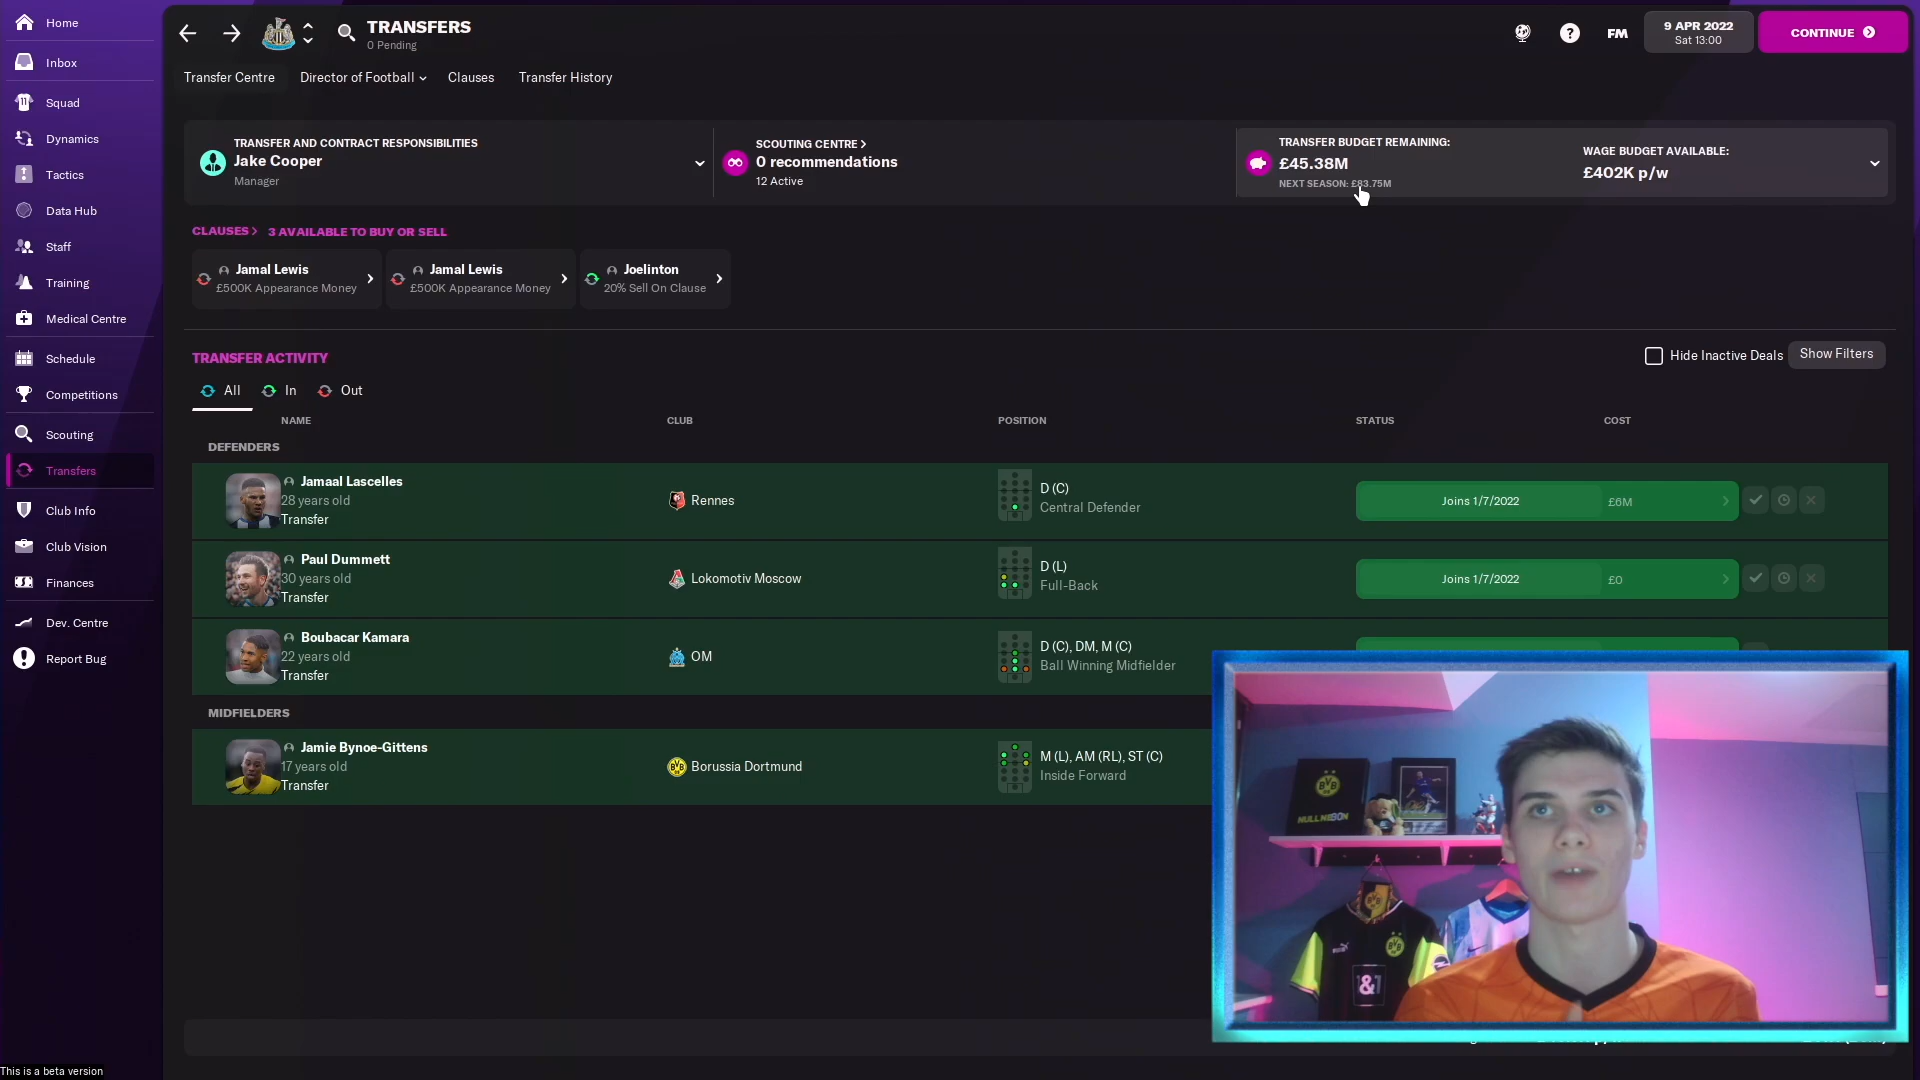 Home
Inbox
Squad
Dynamics
Tactics
Data Hub
Staff
Training
Medical Centre
Schedule
Competitions
Scouting
Transfers
Club Info
Club Vision
Finances
Dev. Centre
Report Bug
This is a beta version
TRANSFERS
0 Pending
FM
9 APR 2022
Sat 13:00
CONTINUE
Transfer Centre
Director of Football
Clauses
Transfer History
TRANSFER AND CONTRACT RESPONSIBILITIES
Jake Cooper
Manager
SCOUTING CENTRE >
0 recommendations
12 Active
TRANSFER BUDGET REMAINING:
£45.38M
NEXT SEASON: £83.75M
WAGE BUDGET AVAILABLE:
£402K p/w
CLAUSES > 3 AVAILABLE TO BUY OR SELL
Jamal Lewis
£500K Appearance Money
Jamal Lewis
£500K Appearance Money
Joelinton
20% Sell On Clause
TRANSFER ACTIVITY
Hide Inactive Deals
Show Filters
All
In
Out
NAME CLUB POSITION STATUS COST
DEFENDERS
Jamaal Lascelles
28 years old
Transfer
Rennes
D (C)
Central Defender
Joins 1/7/2022 £6M
Paul Dummett
30 years old
Transfer
Lokomotiv Moscow
D (L)
Full-Back
Joins 1/7/2022 £0
Boubacar Kamara
22 years old
Transfer
OM
D (C), DM, M (C)
Ball Winning Midfielder
MIDFIELDERS
Jamie Bynoe-Gittens
17 years old
Transfer
Borussia Dortmund
M (L), AM (RL), ST (C)
Inside Forward
BVB
1&1